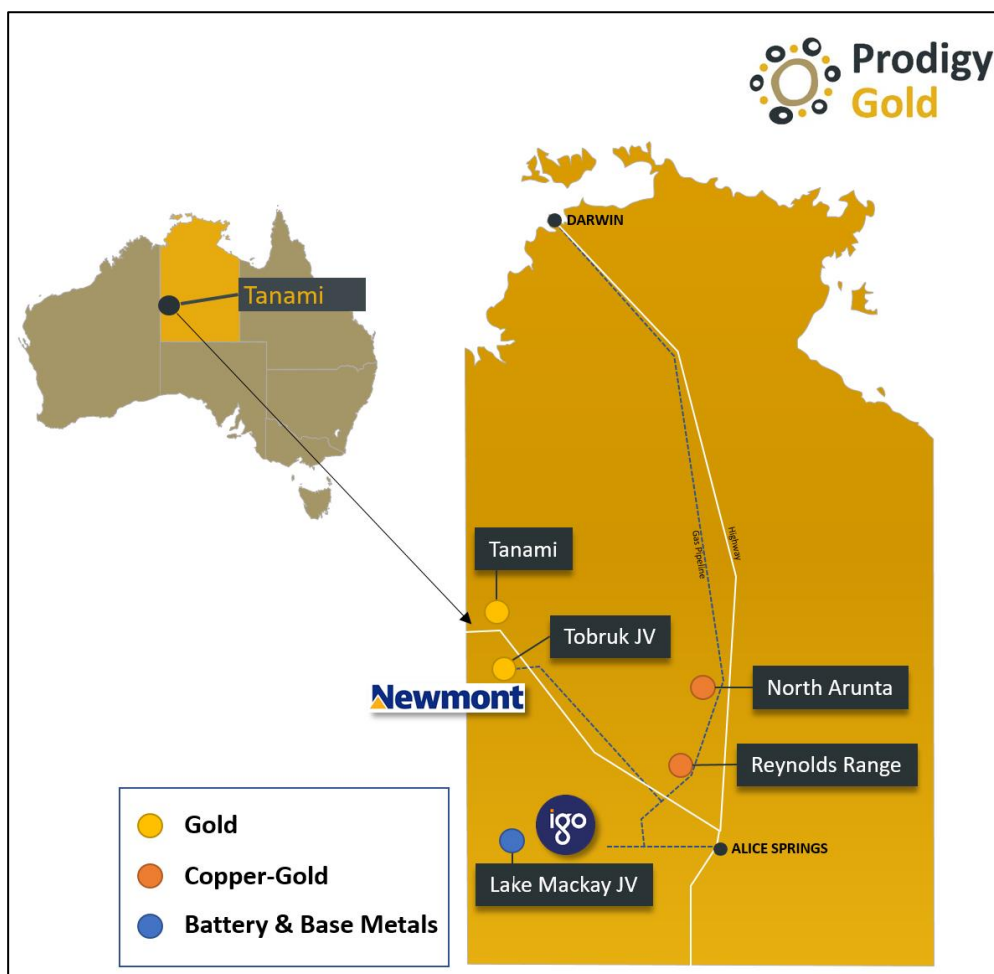 Prodigy
Gold
DARWIN
Tanami
Highway
Gas Pipeline
Tanami
Tobruk JV
Newmont
North Arunta
Reynolds Range
igo
ALICE SPRINGS
Lake Mackay JV
Gold
Copper-Gold
Battery & Base Metals